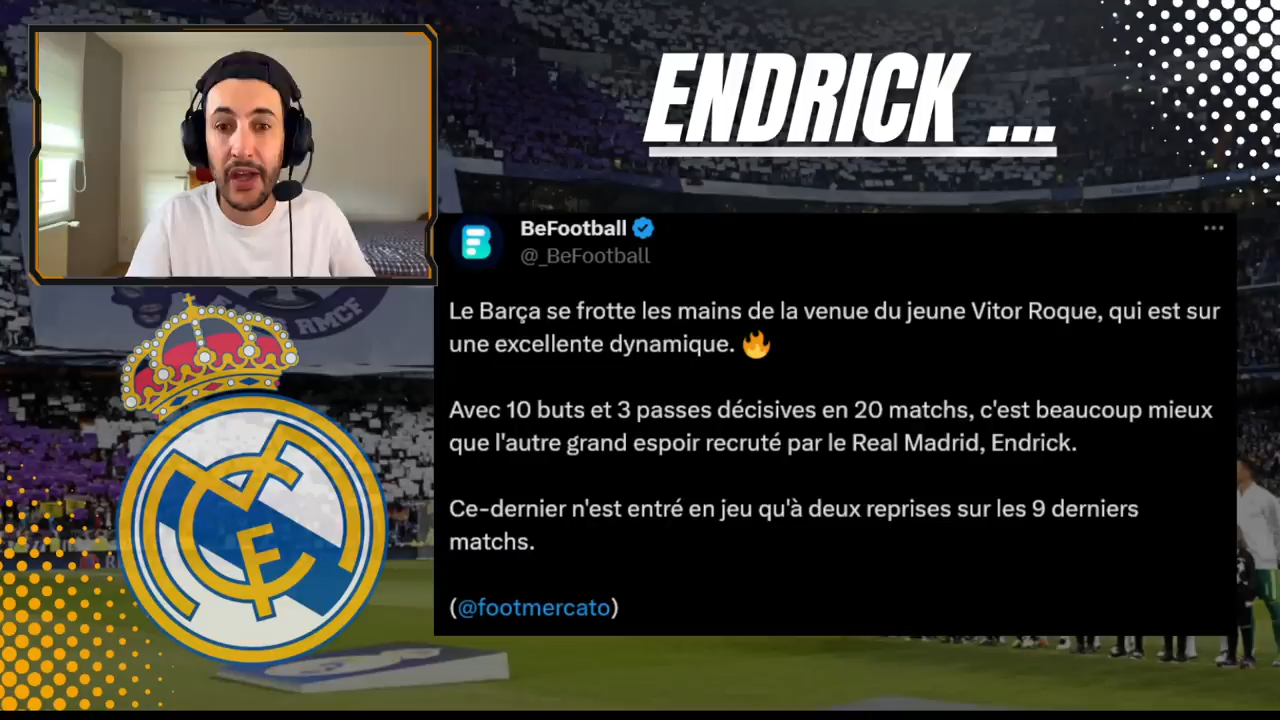 ENDRICK ...
BeFootball
@_BeFootball
Le Barça se frotte les mains de la venue du jeune Vitor Roque, qui est sur
une excellente dynamique. 🔥
Avec 10 buts et 3 passes décisives en 20 matchs, c'est beaucoup mieux
que l'autre grand espoir recruté par le Real Madrid, Endrick.
Ce-dernier n'est entré en jeu qu'à deux reprises sur les 9 derniers
matchs.
(@footmercato)
RMCF